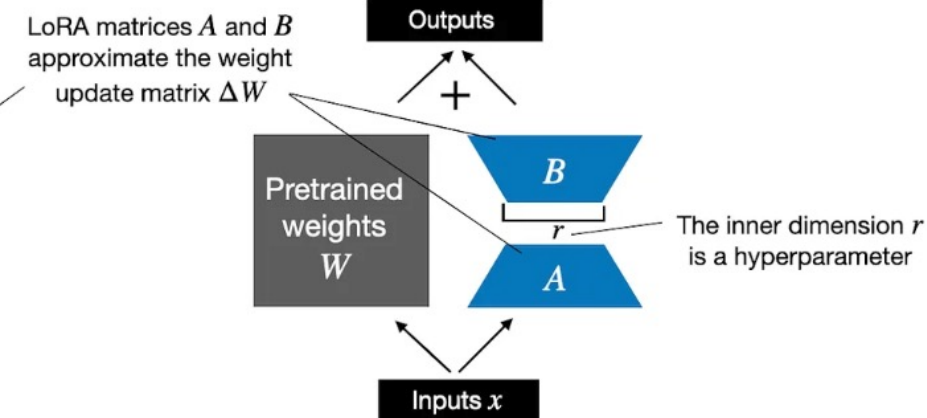 Outputs
LoRA matrices A and B
approximate the weight
update matrix ΔW
+
Pretrained
weights
W
B
r
The inner dimension r
is a hyperparameter
A
Inputs x